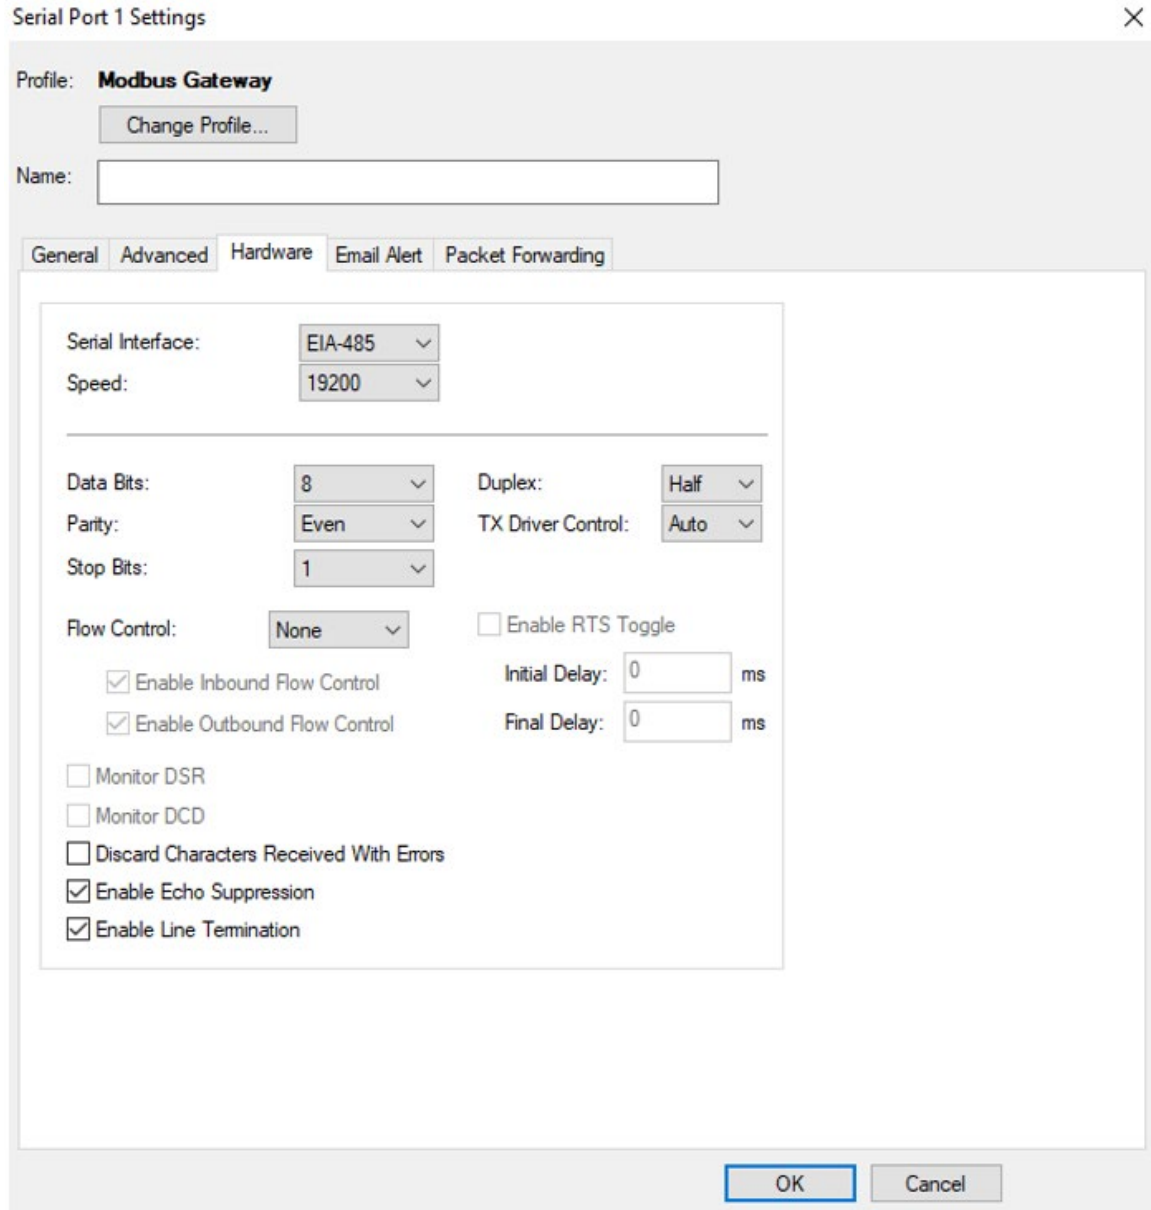 Serial Port 1 Settings
Profile: Modbus Gateway
Change Profile...
Name:
General Advanced Hardware Email Alert Packet Forwarding
Serial Interface: EIA-485
Speed: 19200
Data Bits: 8 Duplex: Half
Parity: Even TX Driver Control: Auto
Stop Bits: 1
Flow Control: None Enable RTS Toggle
Enable Inbound Flow Control Initial Delay: 0 ms
Enable Outbound Flow Control Final Delay: 0 ms
Monitor DSR
Monitor DCD
Discard Characters Received With Errors
Enable Echo Suppression
Enable Line Termination
OK Cancel